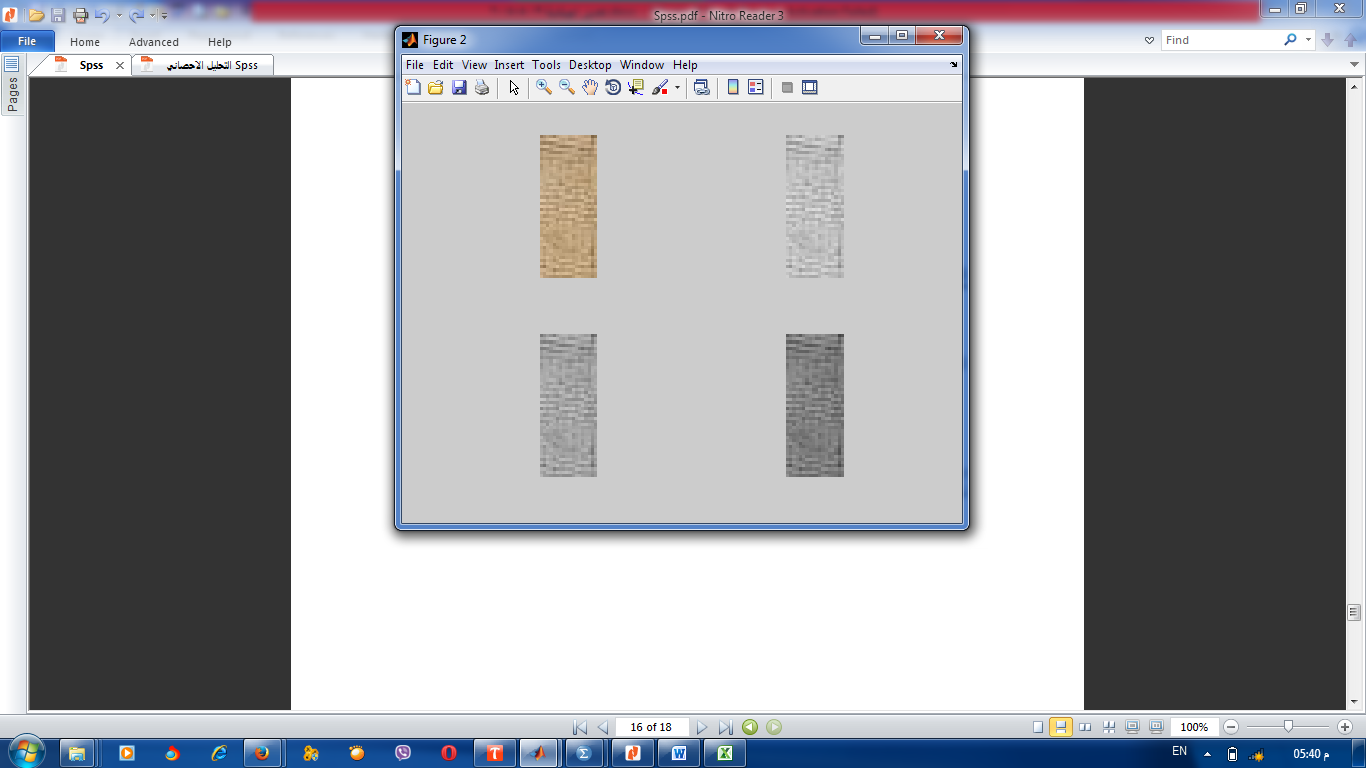 Spss.pdf - Nitro Reader 3
File Home Advanced Help
Find
Spss
التحليل الاحصائي Spss
Pages
Figure 2
File Edit View Insert Tools Desktop Window Help
16 of 18
100%
EN
05:40 م